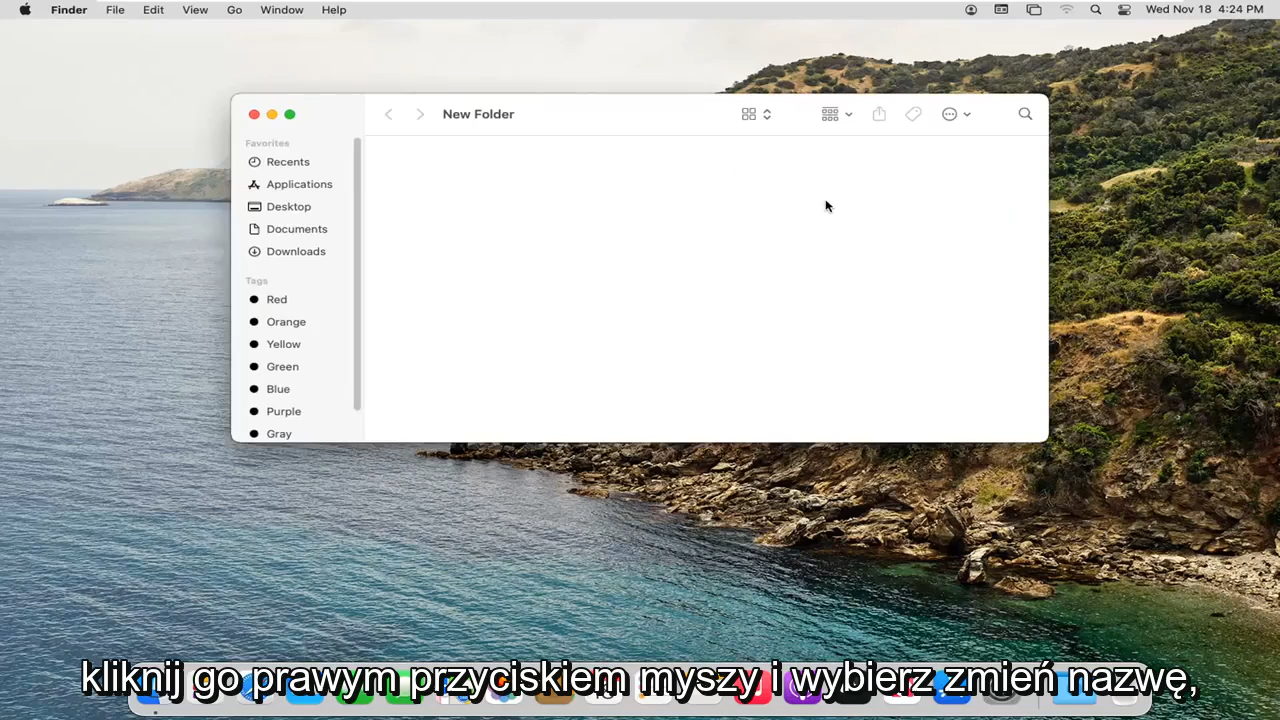 Finder File Edit View Go Window Help Wed Nov 18 4:24 PM
New Folder
Favorites
Recents
Applications
Desktop
Documents
Downloads
Tags
Red
Orange
Yellow
Green
Blue
Purple
Gray
kliknij go prawym przyciskiem myszy i wybierz zmień nazwę,